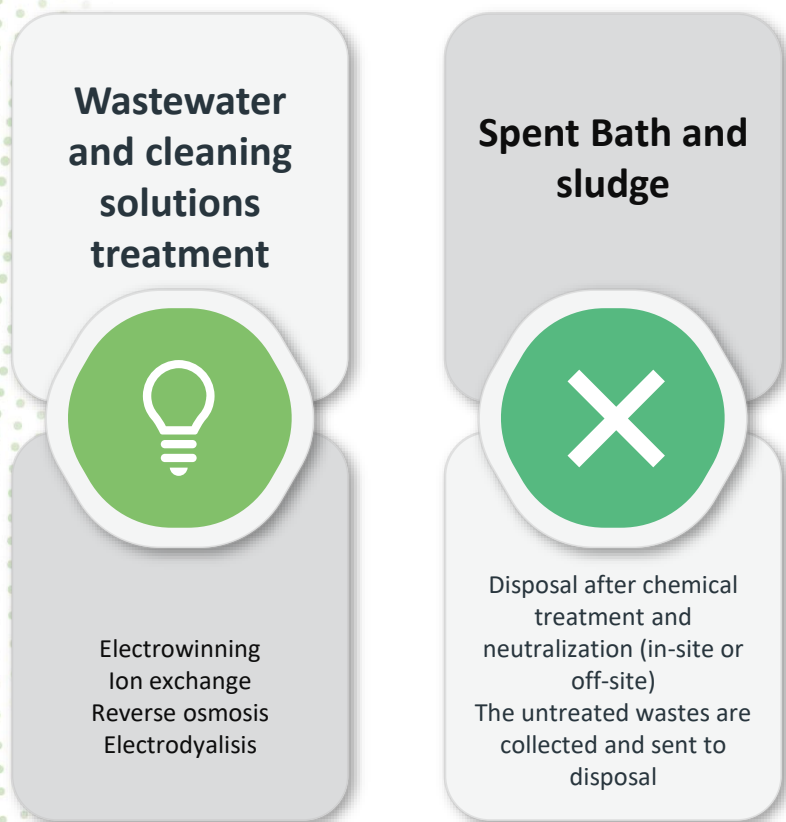 Wastewater
and cleaning
solutions
treatment
Electrowinning
Ion exchange
Reverse osmosis
Electrodyalisis
Spent Bath and
sludge
Disposal after chemical
treatment and
neutralization (in-site or
off-site)
The untreated wastes are
collected and sent to
disposal